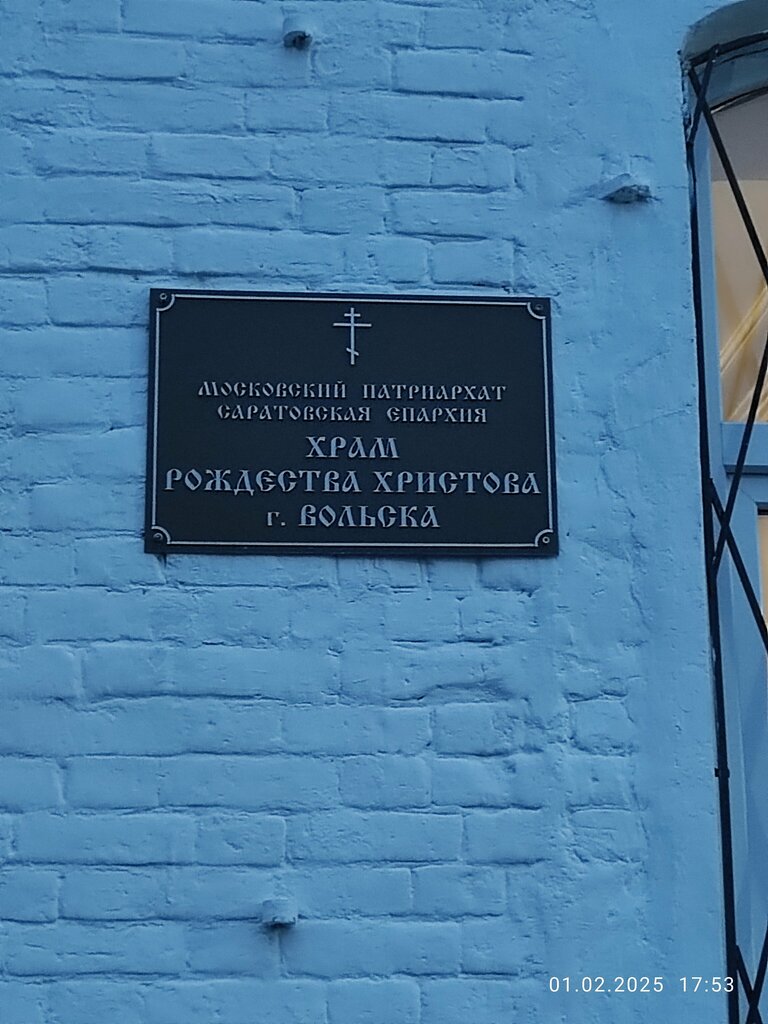 МОСКОВСКИЙ ПАТРИАРХАТ
САРАТОВСКАЯ ЕПАРХИЯ
ХРАМ
РОЖДЕСТВА ХРИСТОВА
г. ВОЛЬСКА
01.02.2025 17:53